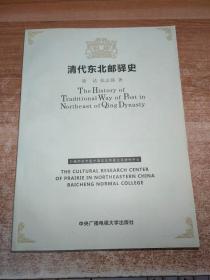 清代东北邮驿史
The History of
Traditional Way of Post in
Northeast of Qing Dynasty
THE CULTURAL RESEARCH CENTER
OF PRAIRIE IN NORTHEASTERN CHINA
BAICHENG NORMAL COLLEGE
中央广播电视大学出版社